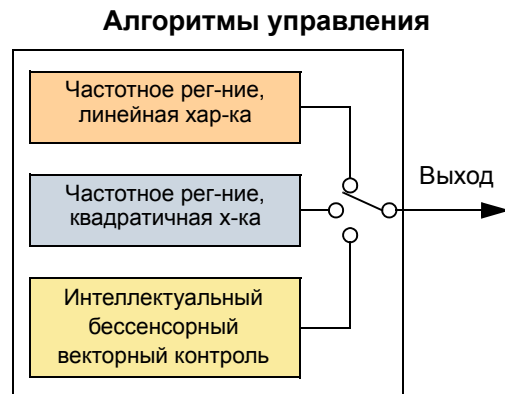 Алгоритмы управления
Частотное рег-ние,
линейная хар-ка
Частотное рег-ние,
квадратичная х-ка
Выход
Интеллектуальный
бессенсорный
векторный контроль